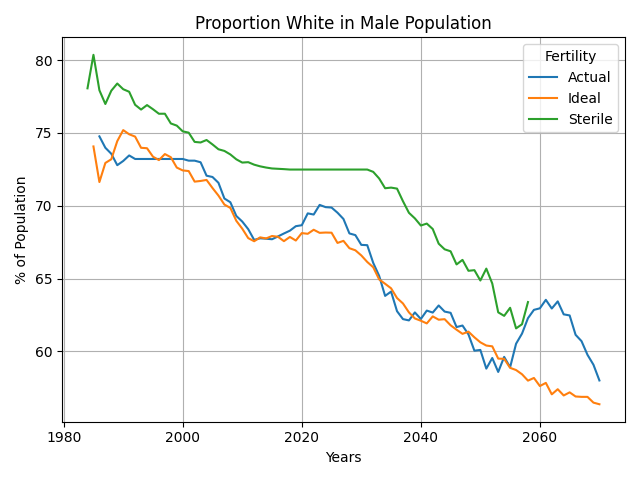 Proportion White in Male Population
Fertility
Actual
Ideal
Sterile
% of Population
80
75
70
65
60
1980
2000
2020
2040
2060
Years